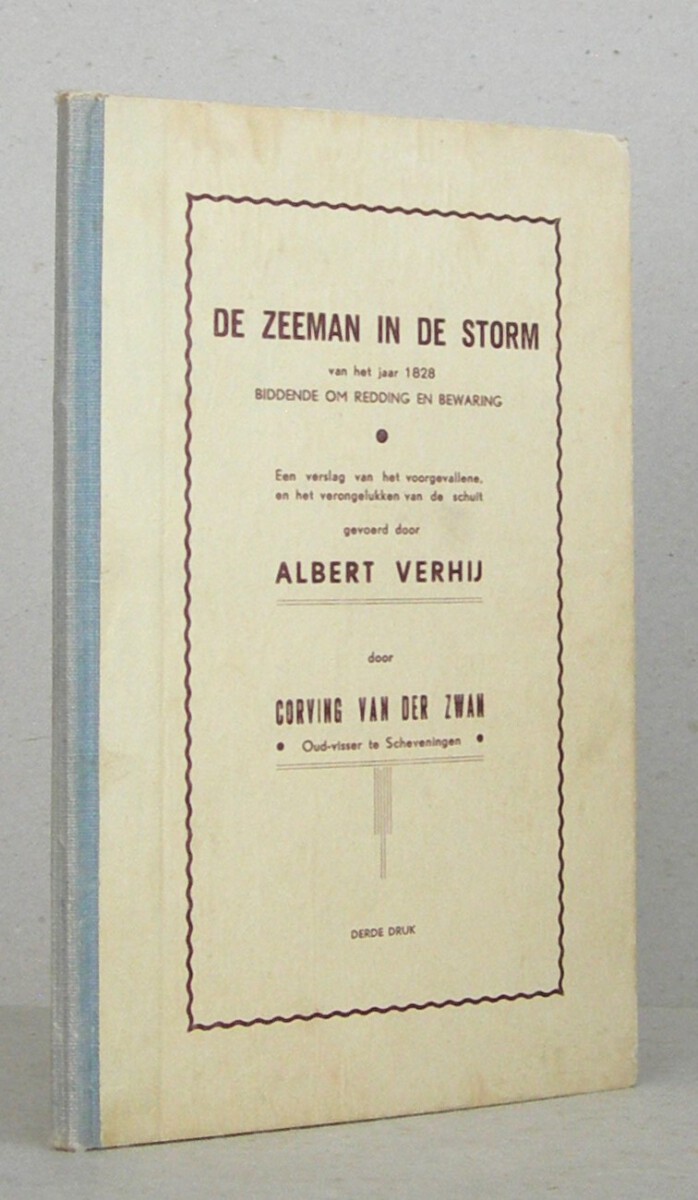 DE ZEEMAN IN DE STORM
van het jaar 1828
BIDDENDE OM REDDING EN BEWARING
Een verslag van het voorgevallene,
en het verongelukken van de schuit
gevoerd door
ALBERT VERHIJ
door
CORVING VAN DER ZWAN
• Oud-visser te Scheveningen •
DERDE DRUK